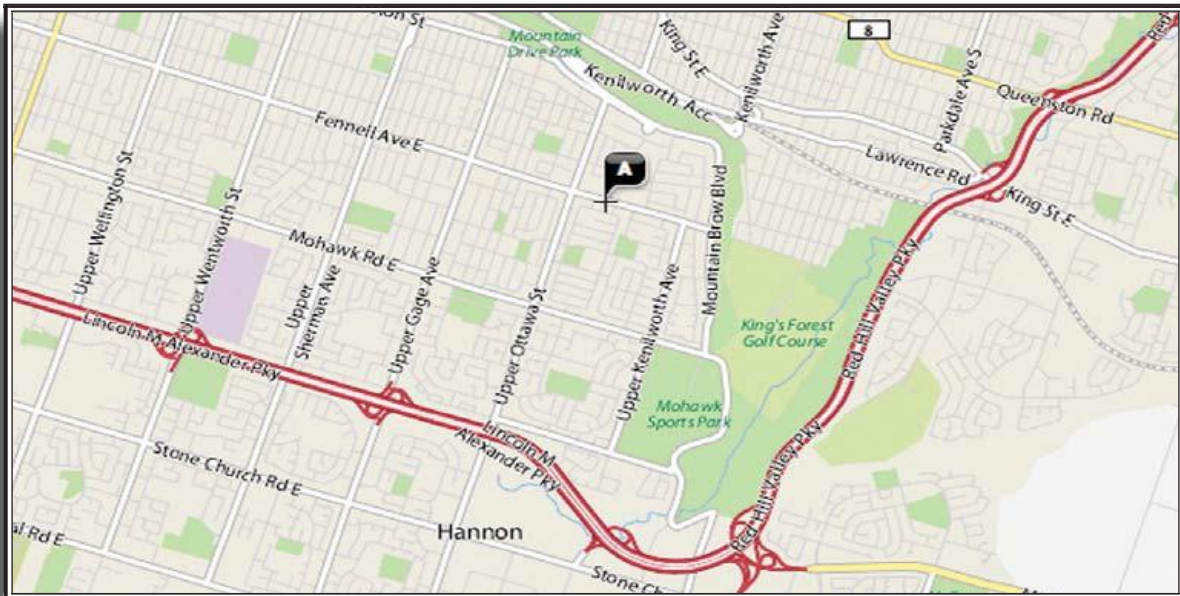 on St
Mountain
Drive Park
King St E
Kenilworth Ave
8
Red
Kenilworth Acc
Parkdale Ave S
Queenston Rd
Fennell Ave E
A
Lawrence Rd
King St E
Upper Wellington St
Upper Wentworth St
Mohawk Rd E
Mountain Brow Blvd
Upper
Sherman Ave
Upper Gage Ave
Upper Ottawa St
Upper Kenilworth Ave
Red Hill Valley Pky
King's Forest
Golf Course
Lincoln M Alexander Pky
Mohawk
Sports Park
Lincoln M
Alexander Pky
Red Hill Valley Pky
Stone Church Rd E
Hannon
al Rd E
Stone Ch